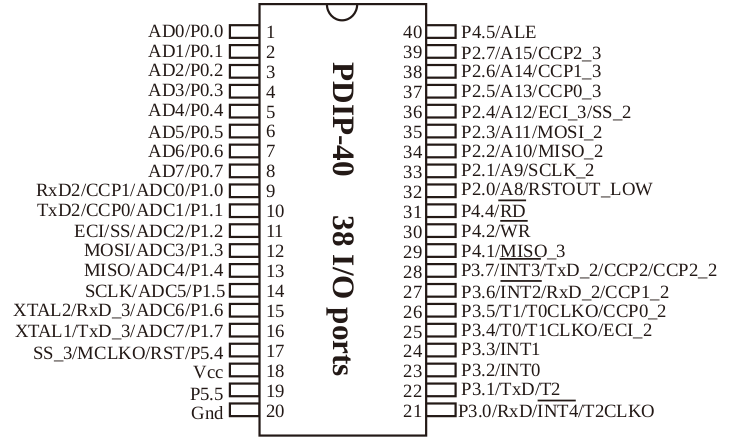 AD0/P0.0 1 40 P4.5/ALE
AD1/P0.1 2 39 P2.7/A15/CCP2_3
AD2/P0.2 3 38 P2.6/A14/CCP1_3
AD3/P0.3 4 37 P2.5/A13/CCP0_3
AD4/P0.4 5 36 P2.4/A12/ECI_3/SS_2
AD5/P0.5 6 35 P2.3/A11/MOSI_2
AD6/P0.6 7 34 P2.2/A10/MISO_2
AD7/P0.7 8 33 P2.1/A9/SCLK_2
RxD2/CCP1/ADC0/P1.0 9 32 P2.0/A8/RSTOUT_LOW
TxD2/CCP0/ADC1/P1.1 10 31 P4.4/RD
ECI/SS/ADC2/P1.2 11 30 P4.2/WR
MOSI/ADC3/P1.3 12 29 P4.1/MISO_3
MISO/ADC4/P1.4 13 28 P3.7/INT3/TxD_2/CCP2/CCP2_2
SCLK/ADC5/P1.5 14 27 P3.6/INT2/RxD_2/CCP1_2
XTAL2/RxD_3/ADC6/P1.6 15 26 P3.5/T1/T0CLKO/CCP0_2
XTAL1/TxD_3/ADC7/P1.7 16 25 P3.4/T0/T1CLKO/ECI_2
SS_3/MCLKO/RST/P5.4 17 24 P3.3/INT1
Vcc 18 23 P3.2/INT0
P5.5 19 22 P3.1/TxD/T2
Gnd 20 21 P3.0/RxD/INT4/T2CLKO
PDIP-40 38 I/O ports